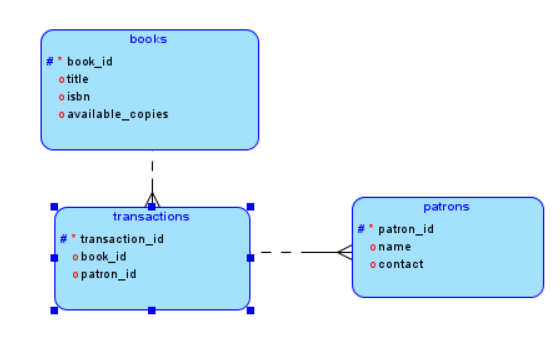 books
# * book_id
o title
o isbn
o available_copies
transactions
# * transaction_id
o book_id
o patron_id
patrons
# * patron_id
o name
o contact